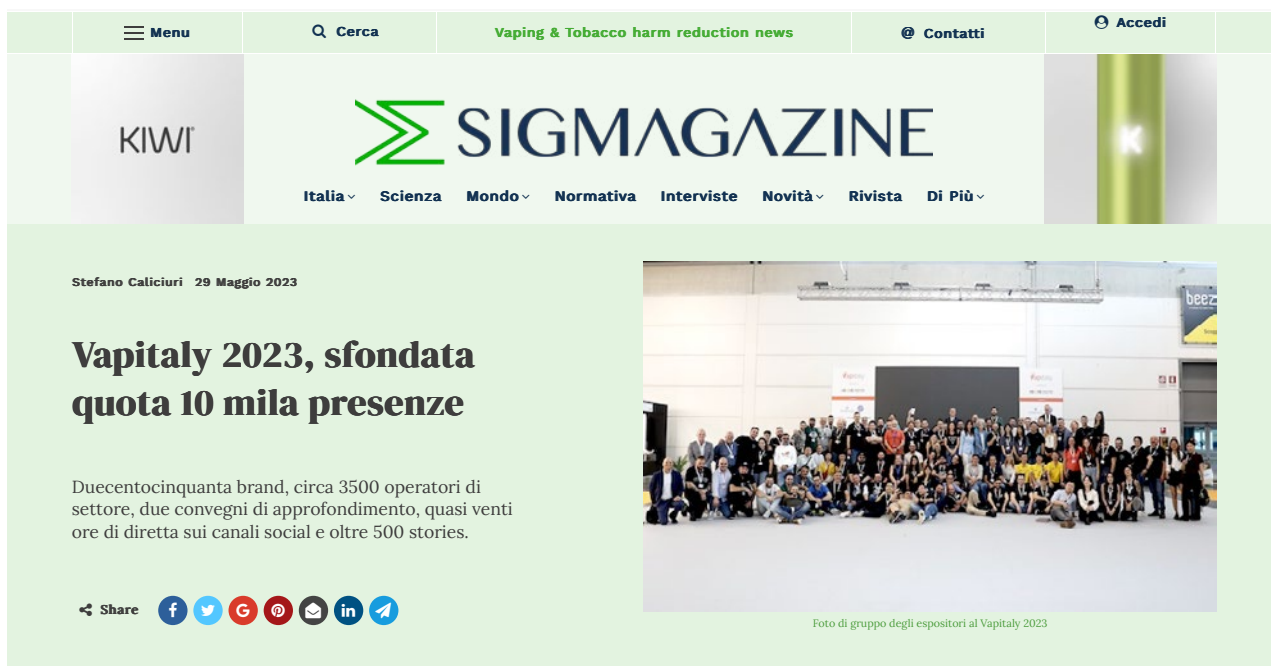 Menu
Cerca
Vaping & Tobacco harm reduction news
@ Contatti
Accedi
KIWI
SIGMAGAZINE
K
Italia
Scienza
Mondo
Normativa
Interviste
Novità
Rivista
Di Più
Stefano Caliciuri 29 Maggio 2023
Vapitaly 2023, sfondata
quota 10 mila presenze
Duecentocinquanta brand, circa 3500 operatori di
settore, due convegni di approfondimento, quasi venti
ore di diretta sui canali social e oltre 500 stories.
Share
Foto di gruppo degli espositori al Vapitaly 2023